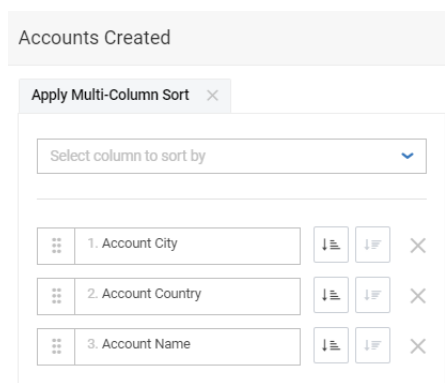 Accounts Created
Apply Multi-Column Sort
Select column to sort by
1. Account City
2. Account Country
3. Account Name